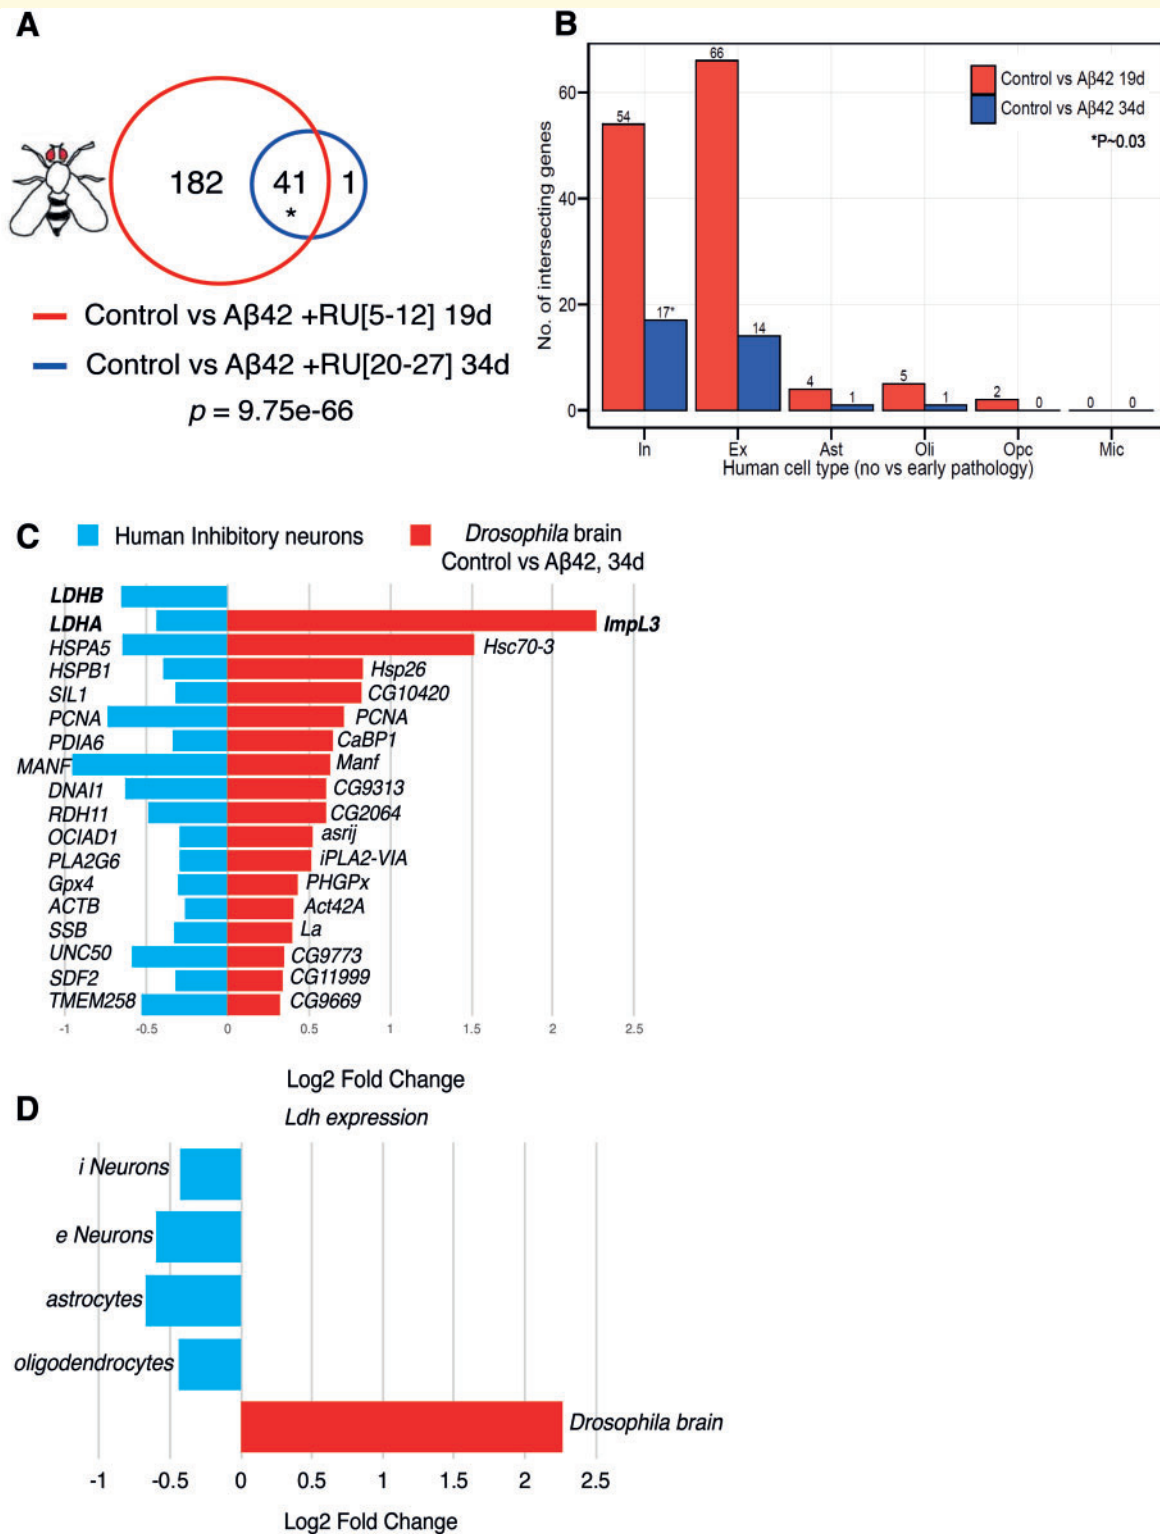 A
182
41
1
*
Control vs Aβ42 +RU[5-12] 19d
Control vs Aβ42 +RU[20-27] 34d
p = 9.75e-66
B
No. of intersecting genes
60
40
20
0
54
17*
66
14
4
1
5
1
2
0
0
0
Control vs Aβ42 19d
Control vs Aβ42 34d
*P~0.03
In
Ex
Ast
Oli
Opc
Mic
Human cell type (no vs early pathology)
C
Human Inhibitory neurons
Drosophila brain
Control vs Aβ42, 34d
LDHB
LDHA ImpL3
HSPA5 Hsc70-3
HSPB1 Hsp26
SIL1 CG10420
PCNA PCNA
PDIA6 CaBP1
MANF Manf
DNAI1 CG9313
RDH11 CG2064
OCIAD1 asrij
PLA2G6 iPLA2-VIA
Gpx4 PHGPx
ACTB Act42A
SSB La
UNC50 CG9773
SDF2 CG11999
TMEM258 CG9669
-1 -0.5 0 0.5 1 1.5 2 2.5
Log2 Fold Change
D
Ldh expression
i Neurons
e Neurons
astrocytes
oligodendrocytes
Drosophila brain
-1 -0.5 0 0.5 1 1.5 2 2.5
Log2 Fold Change